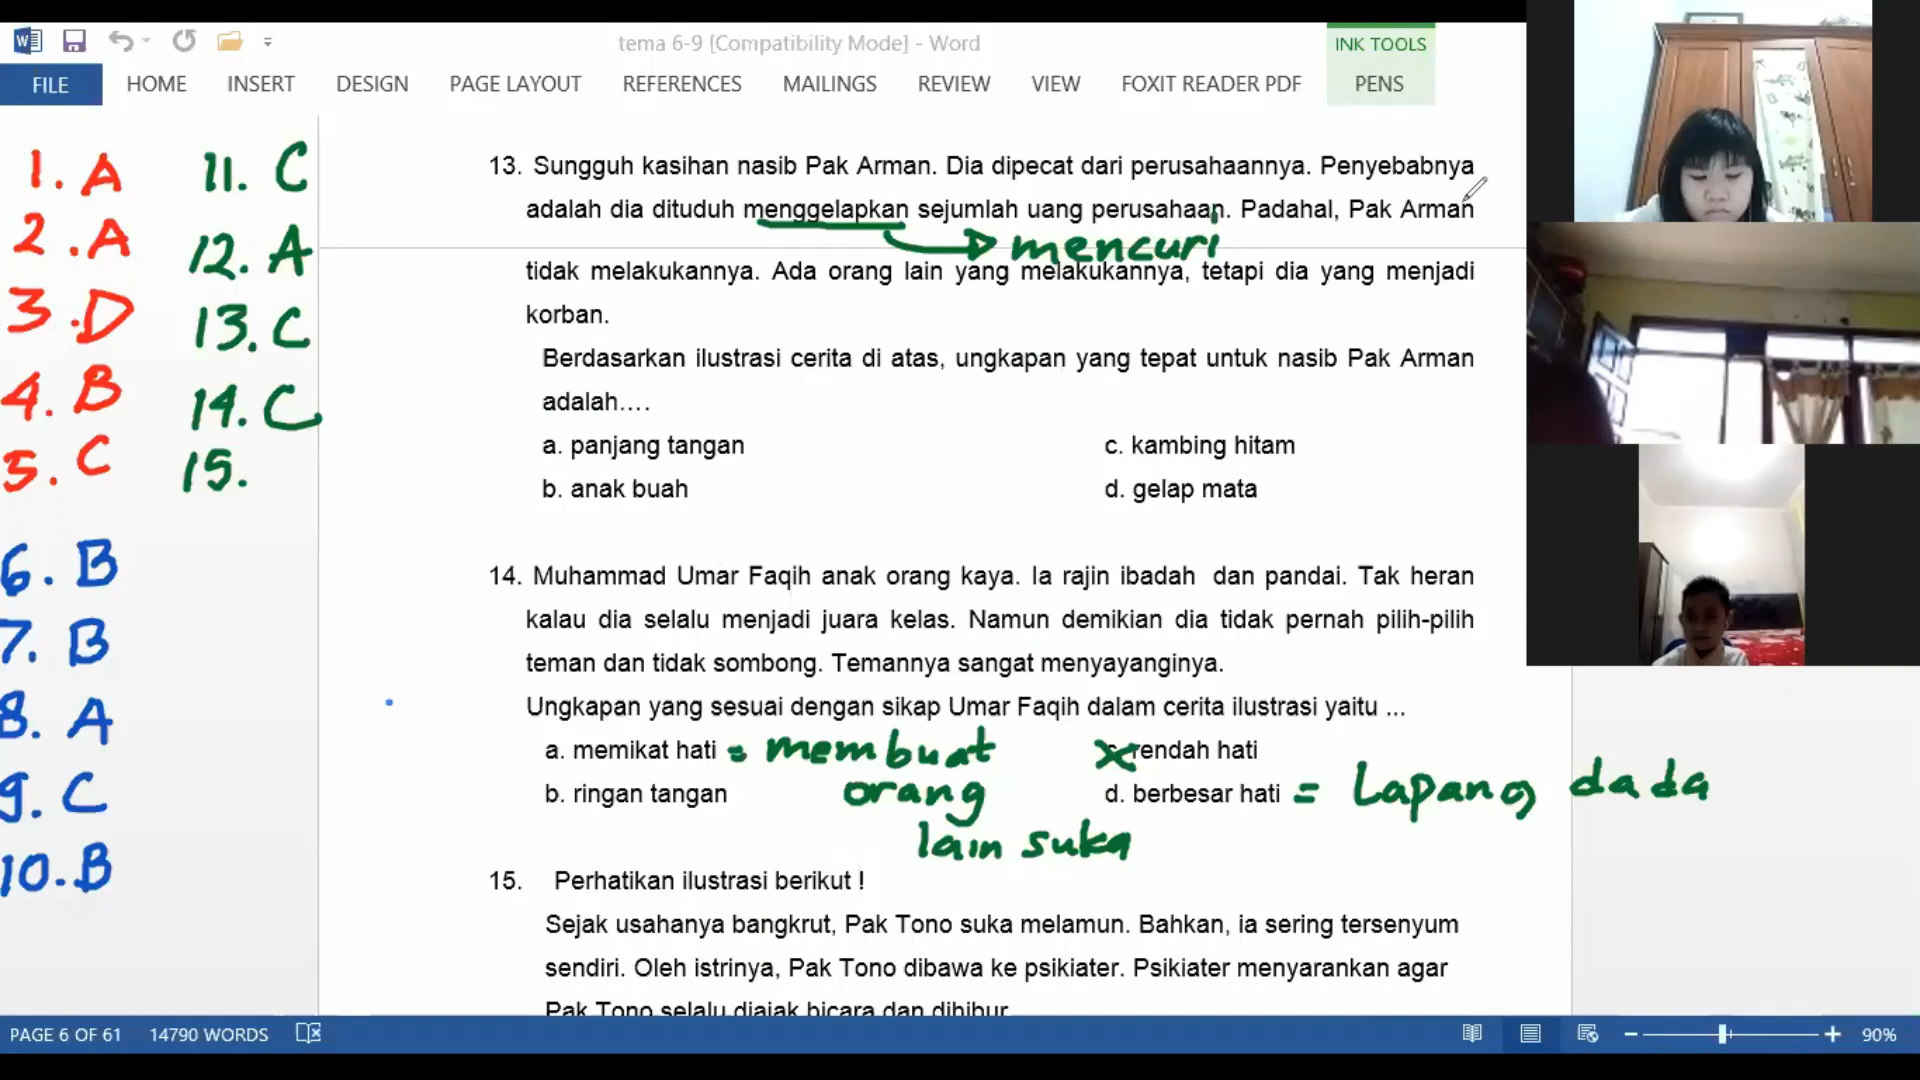 tema 6-9 [Compatibility Mode] - Word
INK TOOLS
FILE HOME INSERT DESIGN PAGE LAYOUT REFERENCES MAILINGS REVIEW VIEW FOXIT READER PDF PENS
1. A
2. A
3. D
4. B
5. C
6. B
7. B
8. A
9. C
10. B
11. C
12. A
13. C
14. C
15.
13. Sungguh kasihan nasib Pak Arman. Dia dipecat dari perusahaannya. Penyebabnya
adalah dia dituduh menggelapkan sejumlah uang perusahaan. Padahal, Pak Arman
mencuri
tidak melakukannya. Ada orang lain yang melakukannya, tetapi dia yang menjadi
korban.
Berdasarkan ilustrasi cerita di atas, ungkapan yang tepat untuk nasib Pak Arman
adalah....
a. panjang tangan c. kambing hitam
b. anak buah d. gelap mata
14. Muhammad Umar Faqih anak orang kaya. Ia rajin ibadah dan pandai. Tak heran
kalau dia selalu menjadi juara kelas. Namun demikian dia tidak pernah pilih-pilih
teman dan tidak sombong. Temannya sangat menyayanginya.
Ungkapan yang sesuai dengan sikap Umar Faqih dalam cerita ilustrasi yaitu ...
a. memikat hati = membuat c. rendah hati
b. ringan tangan orang d. berbesar hati = Lapang dada
lain suka
15. Perhatikan ilustrasi berikut !
Sejak usahanya bangkrut, Pak Tono suka melamun. Bahkan, ia sering tersenyum
sendiri. Oleh istrinya, Pak Tono dibawa ke psikiater. Psikiater menyarankan agar
Pak Tono selalu diajak bicara dan dihibur.
PAGE 6 OF 61 14790 WORDS 90%